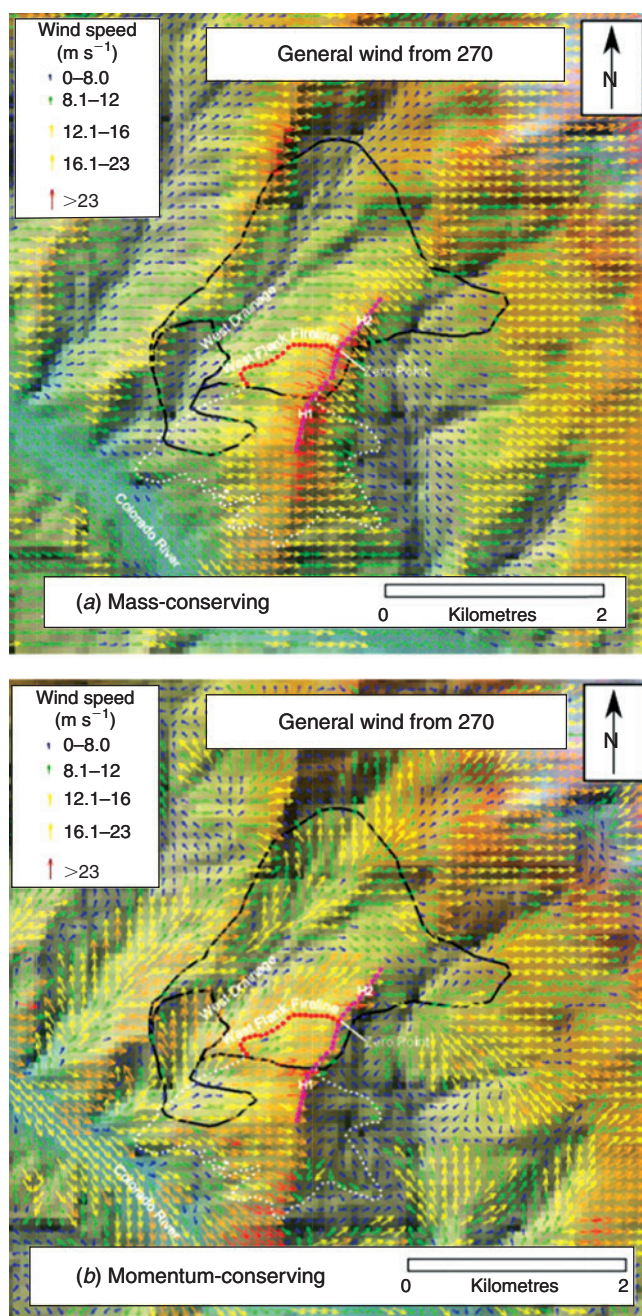 Wind speed
(m s⁻¹)
0–8.0
8.1–12
12.1–16
16.1–23
>23
General wind from 270
N
West Drainage
West Flank Fireline
H2
Zero Point
H1
Colorado River
(a) Mass-conserving
0 Kilometres 2
Wind speed
(m s⁻¹)
0–8.0
8.1–12
12.1–16
16.1–23
>23
General wind from 270
N
West Drainage
West Flank Fireline
H2
Zero Point
H1
Colorado River
(b) Momentum-conserving
0 Kilometres 2